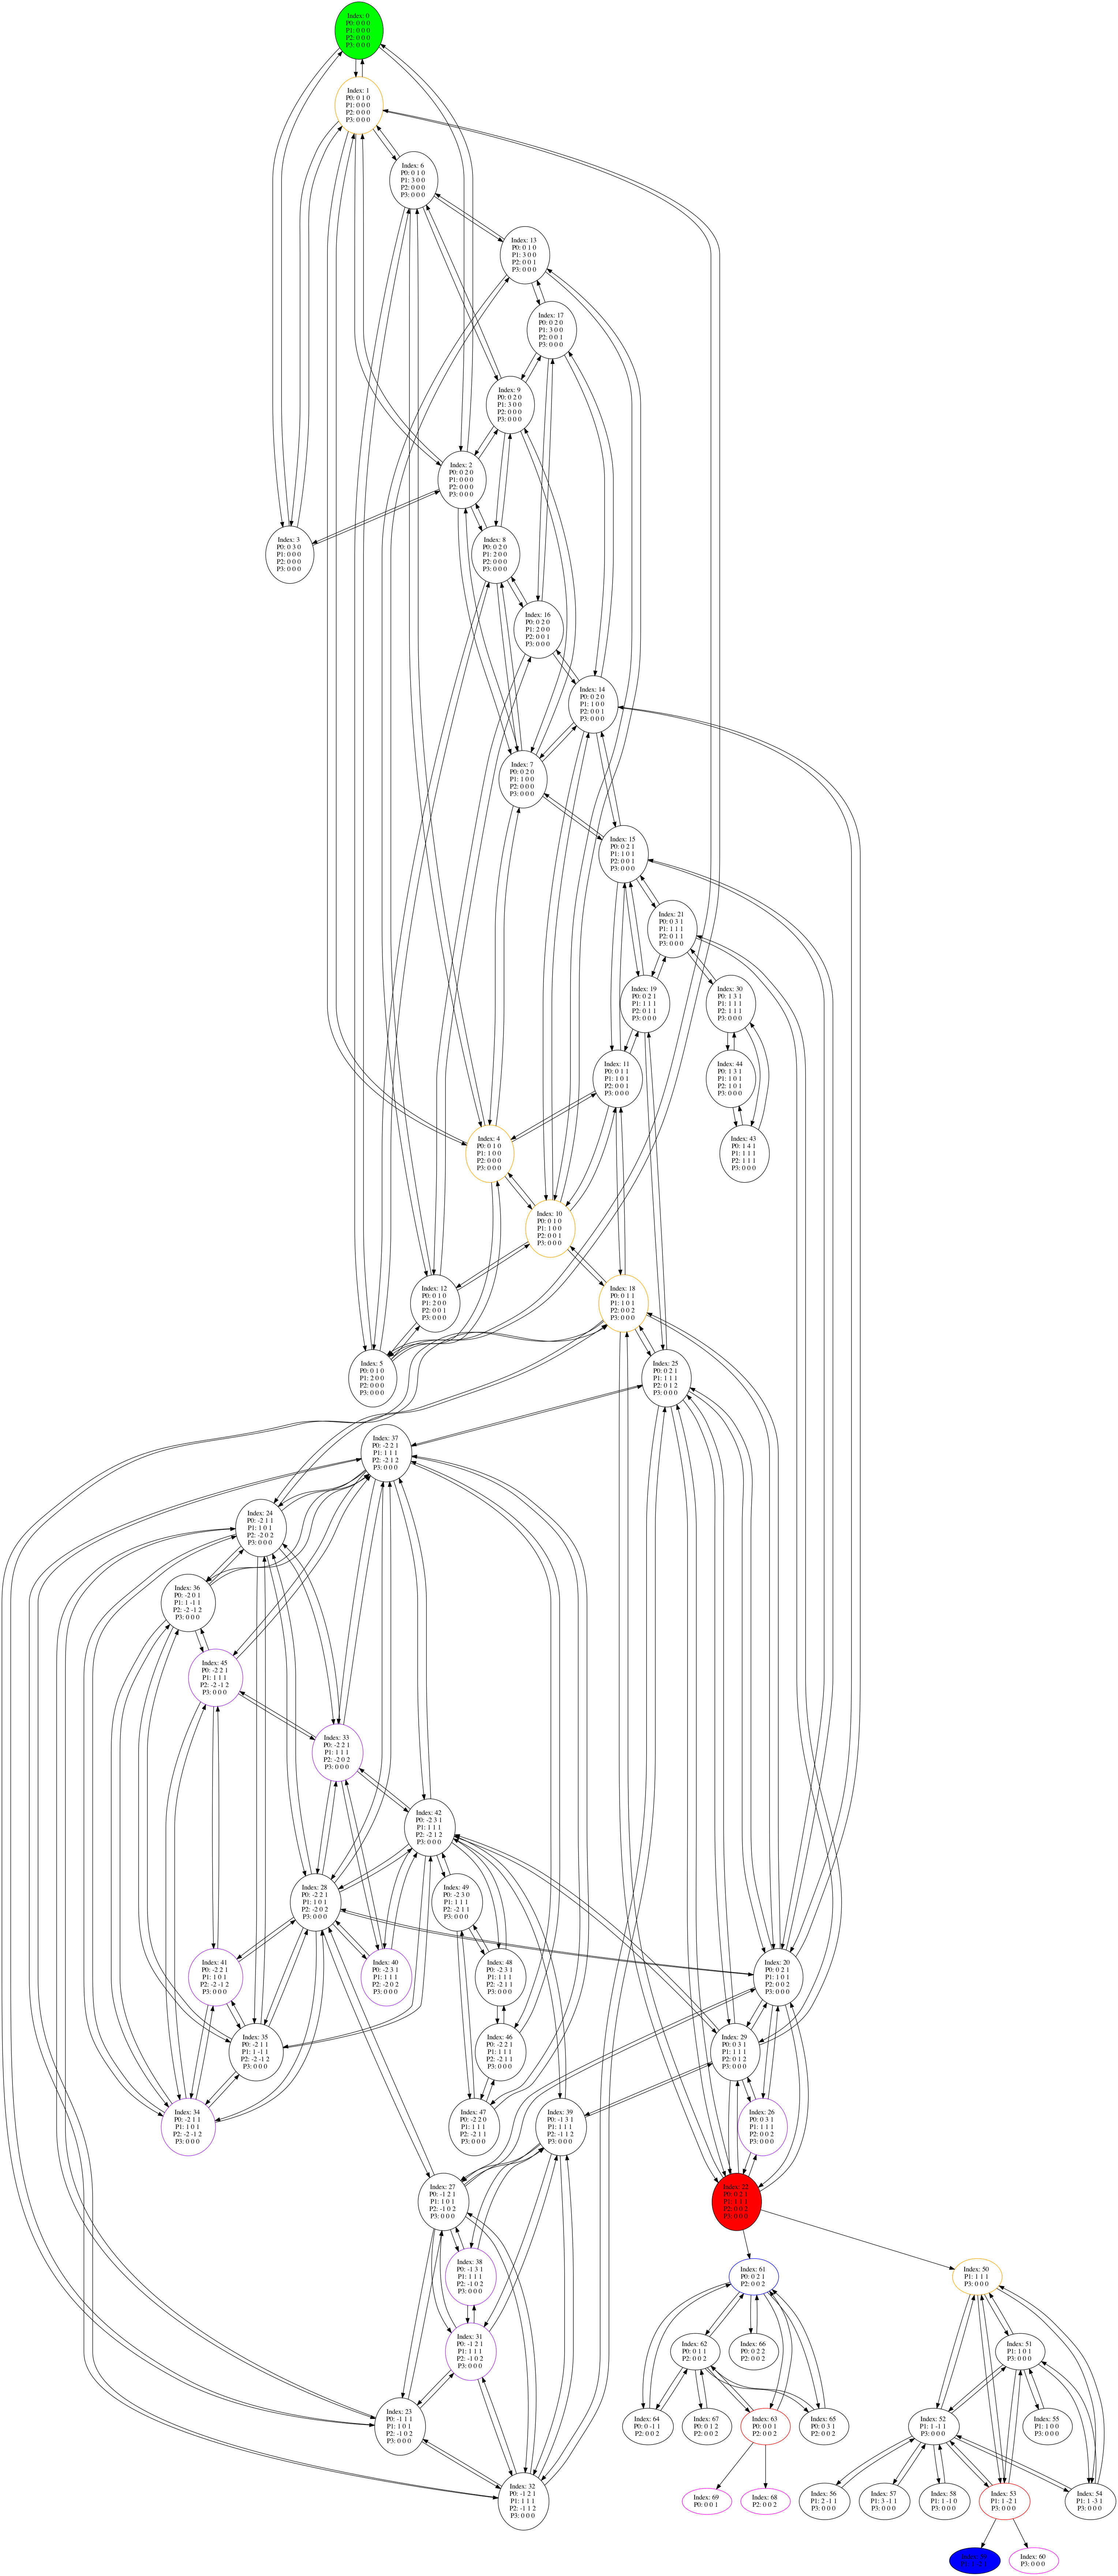 Index: 0
P0: 0 0 0
P1: 0 0 0
P2: 0 0 0
P3: 0 0 0
Index: 1
P0: 0 1 0
P1: 0 0 0
P2: 0 0 0
P3: 0 0 0
Index: 6
P0: 0 1 0
P1: 3 0 0
P2: 0 0 0
P3: 0 0 0
Index: 13
P0: 0 1 0
P1: 3 0 0
P2: 0 0 1
P3: 0 0 0
Index: 17
P0: 0 2 0
P1: 3 0 0
P2: 0 0 1
P3: 0 0 0
Index: 9
P0: 0 2 0
P1: 3 0 0
P2: 0 0 0
P3: 0 0 0
Index: 2
P0: 0 2 0
P1: 0 0 0
P2: 0 0 0
P3: 0 0 0
Index: 3
P0: 0 3 0
P1: 0 0 0
P2: 0 0 0
P3: 0 0 0
Index: 8
P0: 0 2 0
P1: 2 0 0
P2: 0 0 0
P3: 0 0 0
Index: 16
P0: 0 2 0
P1: 2 0 0
P2: 0 0 1
P3: 0 0 0
Index: 14
P0: 0 2 0
P1: 1 0 0
P2: 0 0 1
P3: 0 0 0
Index: 7
P0: 0 2 0
P1: 1 0 0
P2: 0 0 0
P3: 0 0 0
Index: 15
P0: 0 2 1
P1: 1 0 1
P2: 0 0 1
P3: 0 0 0
Index: 21
P0: 0 3 1
P1: 1 1 1
P2: 0 1 1
P3: 0 0 0
Index: 19
P0: 0 2 1
P1: 1 1 1
P2: 0 1 1
P3: 0 0 0
Index: 30
P0: 1 3 1
P1: 1 1 1
P2: 1 1 1
P3: 0 0 0
Index: 11
P0: 0 1 1
P1: 1 0 1
P2: 0 0 1
P3: 0 0 0
Index: 44
P0: 1 3 1
P1: 1 0 1
P2: 1 0 1
P3: 0 0 0
Index: 4
P0: 0 1 0
P1: 1 0 0
P2: 0 0 0
P3: 0 0 0
Index: 43
P0: 1 4 1
P1: 1 1 1
P2: 1 1 1
P3: 0 0 0
Index: 10
P0: 0 1 0
P1: 1 0 0
P2: 0 0 1
P3: 0 0 0
Index: 12
P0: 0 1 0
P1: 2 0 0
P2: 0 0 1
P3: 0 0 0
Index: 18
P0: 0 1 1
P1: 1 0 1
P2: 0 0 2
P3: 0 0 0
Index: 5
P0: 0 1 0
P1: 2 0 0
P2: 0 0 0
P3: 0 0 0
Index: 25
P0: 0 2 1
P1: 1 1 1
P2: 0 1 2
P3: 0 0 0
Index: 37
P0: -2 2 1
P1: 1 1 1
P2: -2 1 2
P3: 0 0 0
Index: 24
P0: -2 1 1
P1: 1 0 1
P2: -2 0 2
P3: 0 0 0
Index: 36
P0: -2 0 1
P1: 1 -1 1
P2: -2 -1 2
P3: 0 0 0
Index: 45
P0: -2 2 1
P1: 1 1 1
P2: -2 -1 2
P3: 0 0 0
Index: 33
P0: -2 2 1
P1: 1 1 1
P2: -2 0 2
P3: 0 0 0
Index: 42
P0: -2 3 1
P1: 1 1 1
P2: -2 1 2
P3: 0 0 0
Index: 28
P0: -2 2 1
P1: 1 0 1
P2: -2 0 2
P3: 0 0 0
Index: 49
P0: -2 3 0
P1: 1 1 1
P2: -2 1 1
P3: 0 0 0
Index: 41
P0: -2 2 1
P1: 1 0 1
P2: -2 -1 2
P3: 0 0 0
Index: 40
P0: -2 3 1
P1: 1 1 1
P2: -2 0 2
P3: 0 0 0
Index: 48
P0: -2 3 1
P1: 1 1 1
P2: -2 1 1
P3: 0 0 0
Index: 20
P0: 0 2 1
P1: 1 0 1
P2: 0 0 2
P3: 0 0 0
Index: 35
P0: -2 1 1
P1: 1 -1 1
P2: -2 -1 2
P3: 0 0 0
Index: 46
P0: -2 2 1
P1: 1 1 1
P2: -2 1 1
P3: 0 0 0
Index: 29
P0: 0 3 1
P1: 1 1 1
P2: 0 1 2
P3: 0 0 0
Index: 34
P0: -2 1 1
P1: 1 0 1
P2: -2 -1 2
P3: 0 0 0
Index: 47
P0: -2 2 0
P1: 1 1 1
P2: -2 1 1
P3: 0 0 0
Index: 39
P0: -1 3 1
P1: 1 1 1
P2: -1 1 2
P3: 0 0 0
Index: 26
P0: 0 3 1
P1: 1 1 1
P2: 0 0 2
P3: 0 0 0
Index: 27
P0: -1 2 1
P1: 1 0 1
P2: -1 0 2
P3: 0 0 0
Index: 22
P0: 0 2 1
P1: 1 1 1
P2: 0 0 2
P3: 0 0 0
Index: 38
P0: -1 3 1
P1: 1 1 1
P2: -1 0 2
P3: 0 0 0
Index: 61
P0: 0 2 1
P2: 0 0 2
Index: 50
P1: 1 1 1
P3: 0 0 0
Index: 31
P0: -1 2 1
P1: 1 1 1
P2: -1 0 2
P3: 0 0 0
Index: 62
P0: 0 1 1
P2: 0 0 2
Index: 66
P0: 0 2 2
P2: 0 0 2
Index: 51
P1: 1 0 1
P3: 0 0 0
Index: 23
P0: -1 1 1
P1: 1 0 1
P2: -1 0 2
P3: 0 0 0
Index: 64
P0: 0 -1 1
P2: 0 0 2
Index: 67
P0: 0 1 2
P2: 0 0 2
Index: 63
P0: 0 0 1
P2: 0 0 2
Index: 65
P0: 0 3 1
P2: 0 0 2
Index: 52
P1: 1 -1 1
P3: 0 0 0
Index: 55
P1: 1 0 0
P3: 0 0 0
Index: 32
P0: -1 2 1
P1: 1 1 1
P2: -1 1 2
P3: 0 0 0
Index: 69
P0: 0 0 1
Index: 68
P2: 0 0 2
Index: 56
P1: 2 -1 1
P3: 0 0 0
Index: 57
P1: 3 -1 1
P3: 0 0 0
Index: 58
P1: 1 -1 0
P3: 0 0 0
Index: 53
P1: 1 -2 1
P3: 0 0 0
Index: 54
P1: 1 -3 1
P3: 0 0 0
Index: 60
P3: 0 0 0